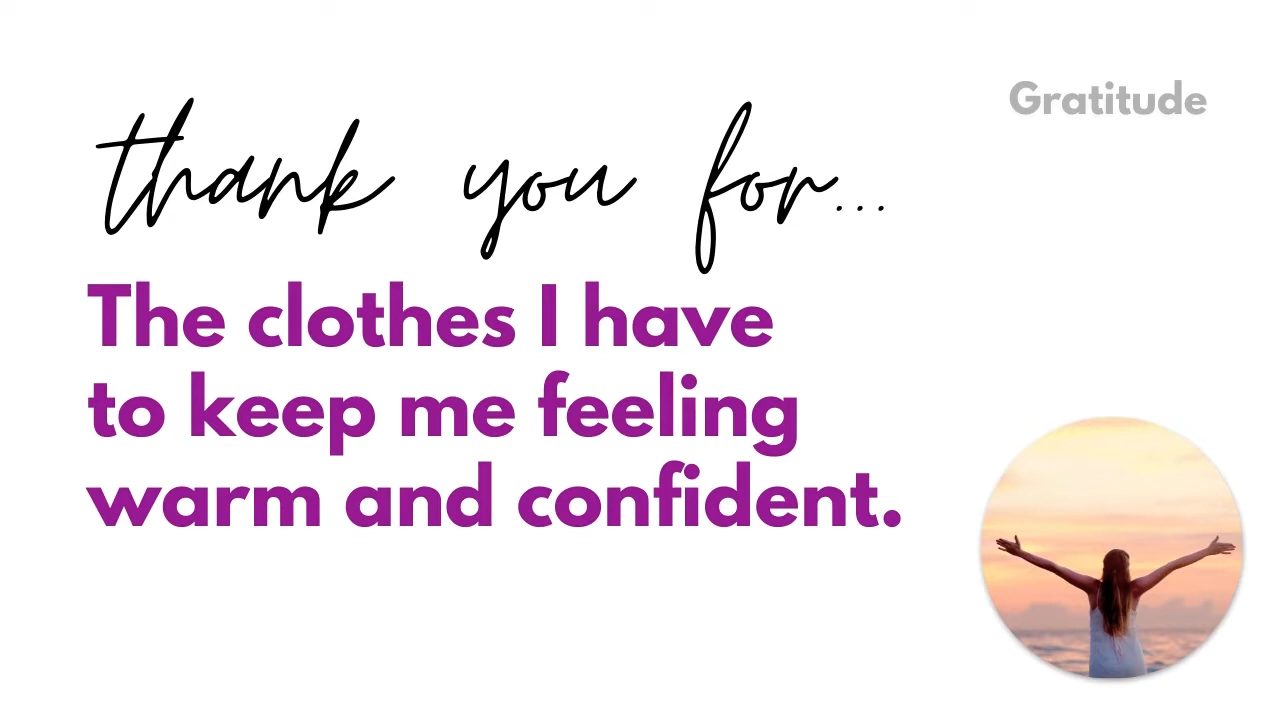 Gratitude
thank you for...
The clothes I have
to keep me feeling
warm and confident.